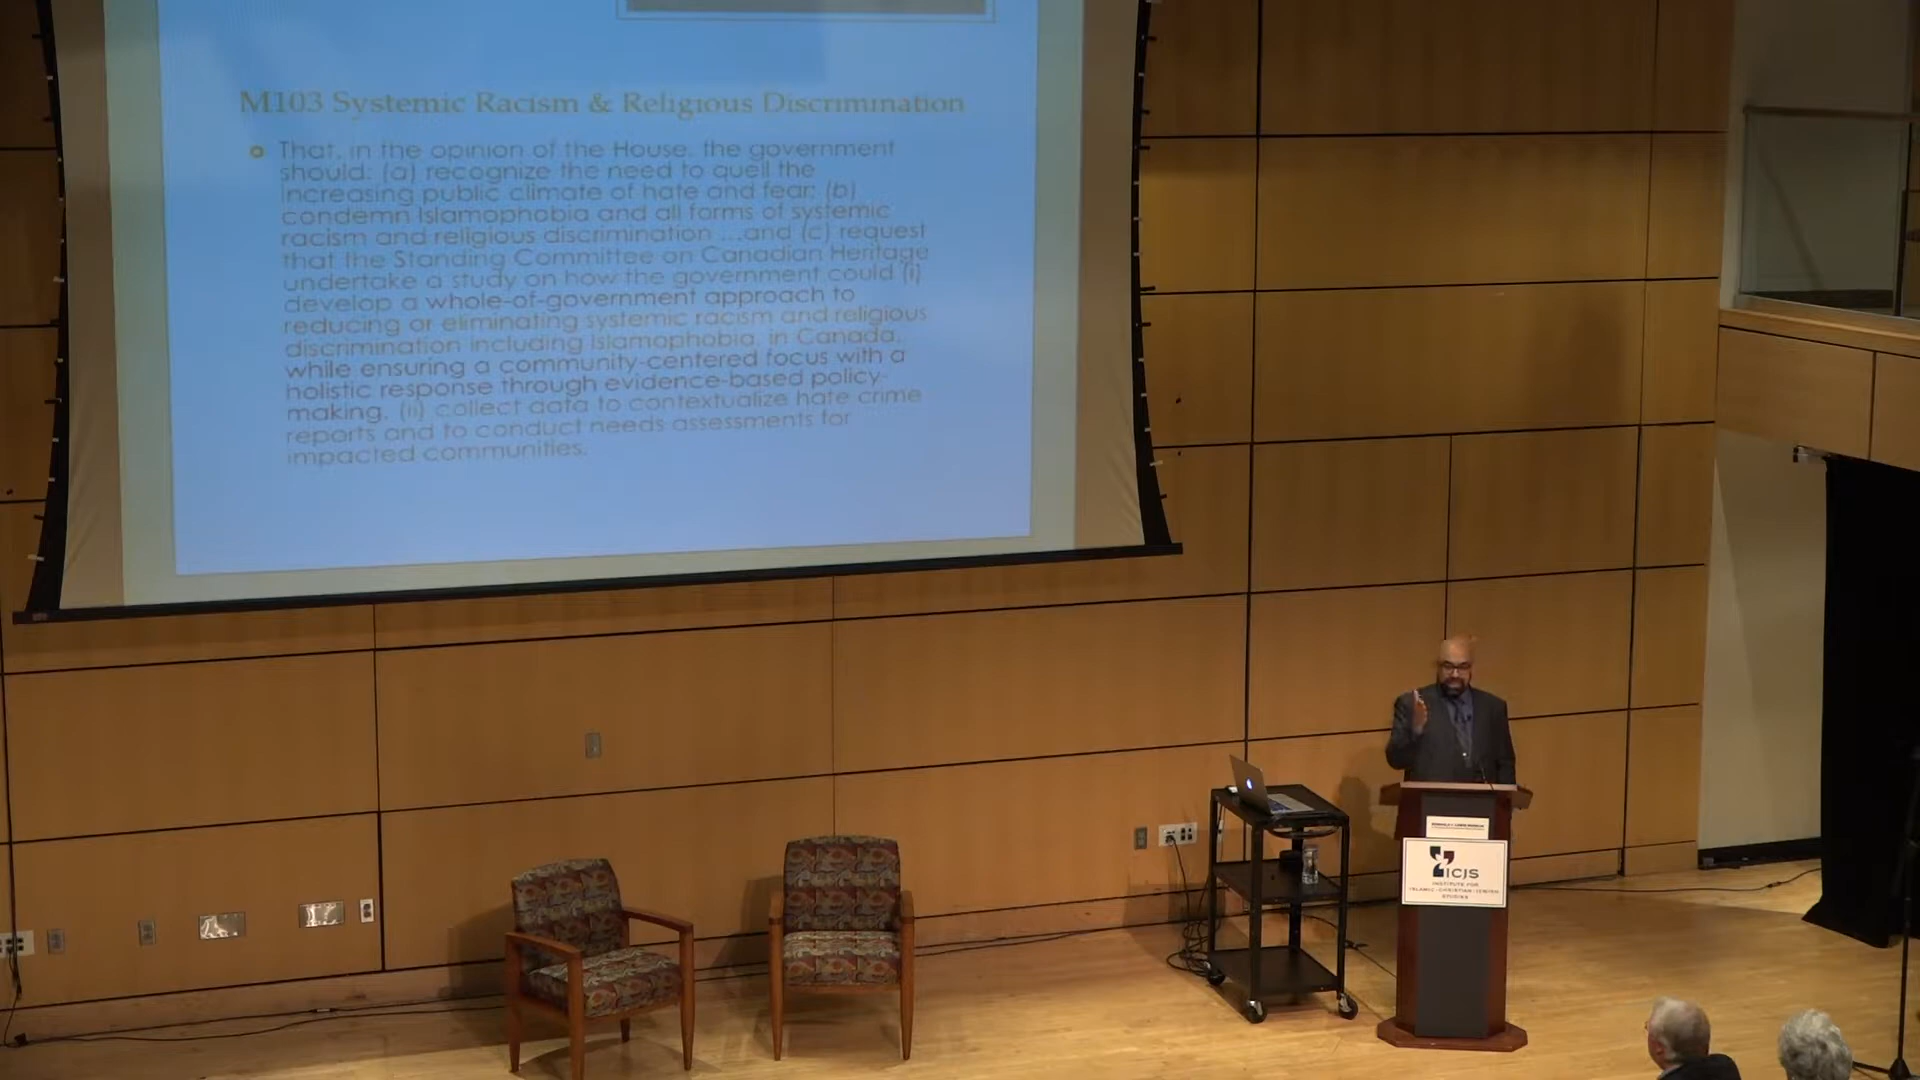 M103 Systemic Racism & Religious Discrimination
That, in the opinion of the House, the government
should: (a) recognize the need to quell the
increasing public climate of hate and fear; (b)
condemn Islamophobia and all forms of systemic
racism and religious discrimination ...and (c) request
that the Standing Committee on Canadian Heritage
undertake a study on how the government could (i)
develop a whole-of-government approach to
reducing or eliminating systemic racism and religious
discrimination including Islamophobia, in Canada,
while ensuring a community-centered focus with a
holistic response through evidence-based policy-
making, (ii) collect data to contextualize hate crime
reports and to conduct needs assessments for
impacted communities.
ICJS
INSTITUTE FOR
ISLAMIC · CHRISTIAN · JEWISH
STUDIES